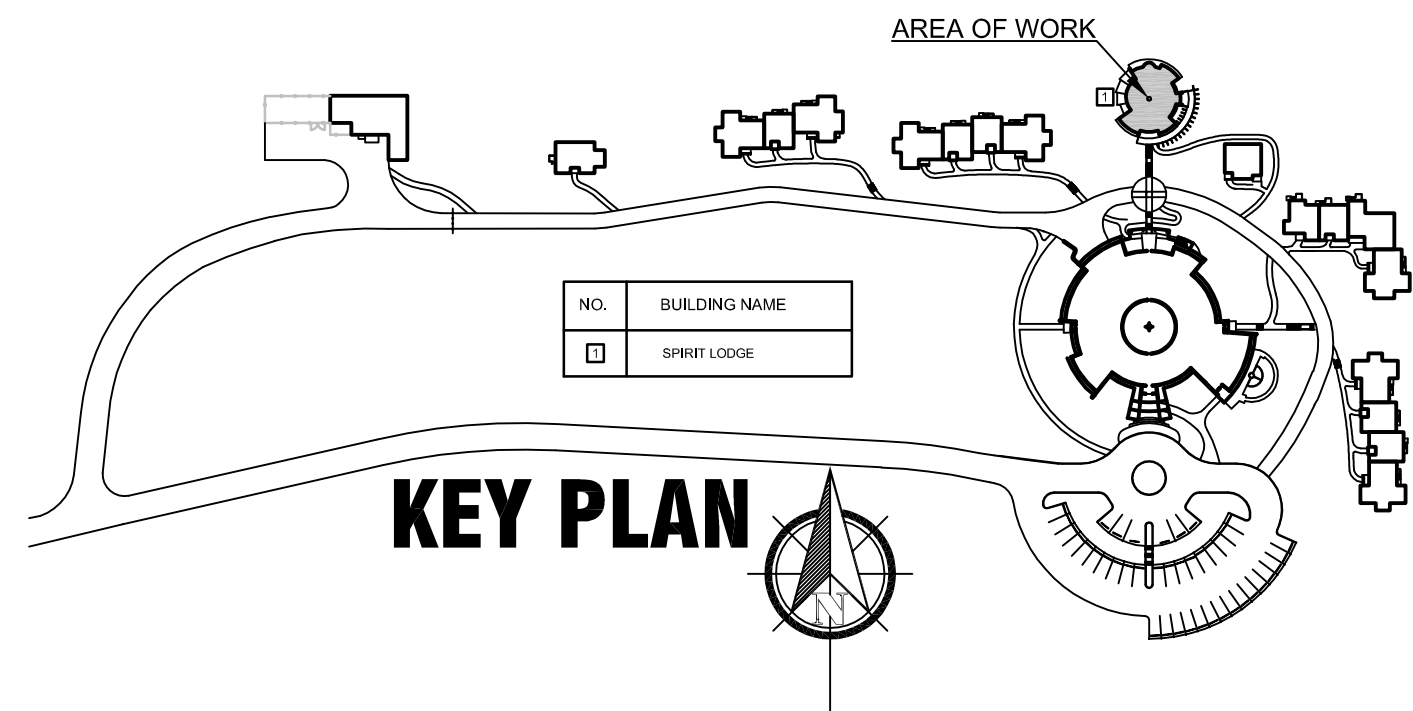 AREA OF WORK
1
NO. BUILDING NAME
1 SPIRIT LODGE
KEY PLAN
N